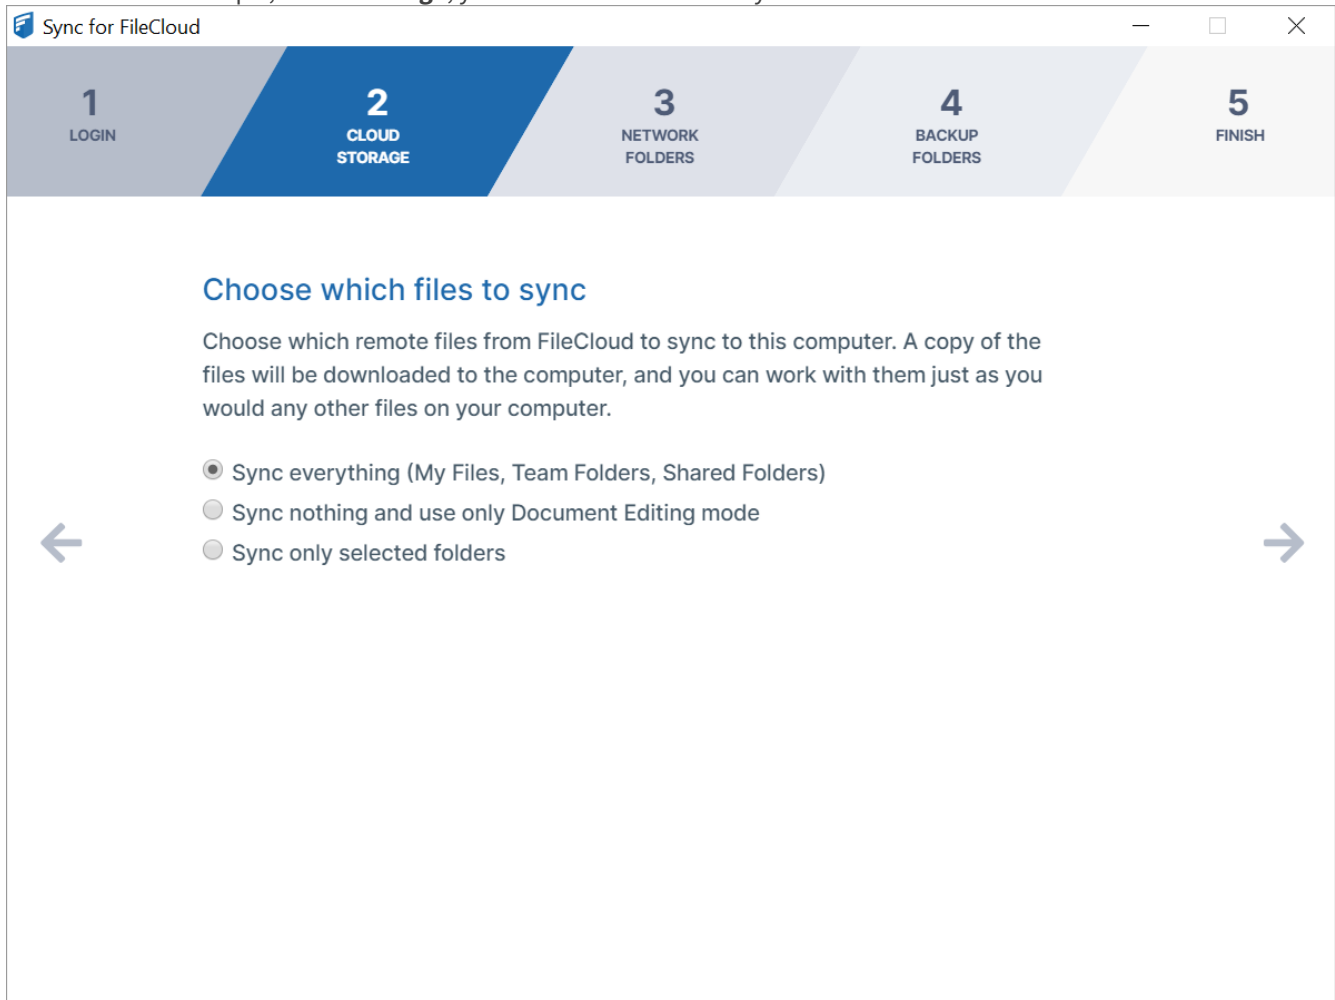 Sync for FileCloud
1
LOGIN
2
CLOUD
STORAGE
3
NETWORK
FOLDERS
4
BACKUP
FOLDERS
5
FINISH
Choose which files to sync
Choose which remote files from FileCloud to sync to this computer. A copy of the
files will be downloaded to the computer, and you can work with them just as you
would any other files on your computer.
Sync everything (My Files, Team Folders, Shared Folders)
Sync nothing and use only Document Editing mode
Sync only selected folders